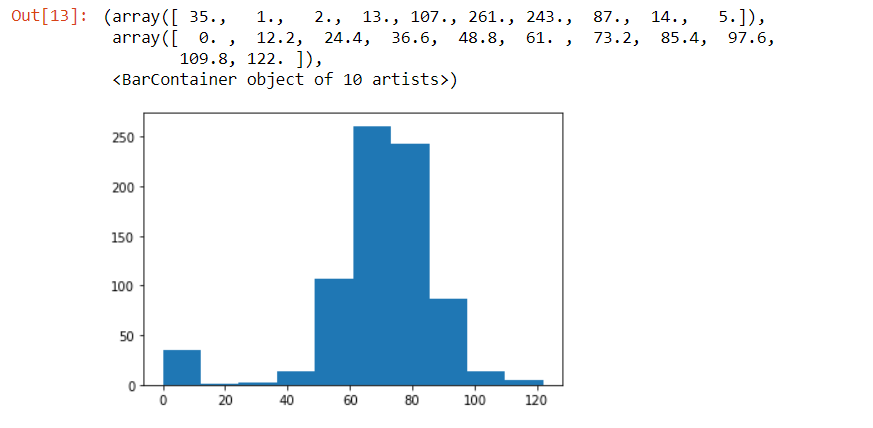 Out[13]: (array([ 35.,   1.,   2.,  13., 107., 261., 243.,  87.,  14.,   5.]),
array([  0. ,  12.2,  24.4,  36.6,  48.8,  61. ,  73.2,  85.4,  97.6,
109.8, 122. ]),
<BarContainer object of 10 artists>)
250
200
150
100
50
0
0 20 40 60 80 100 120